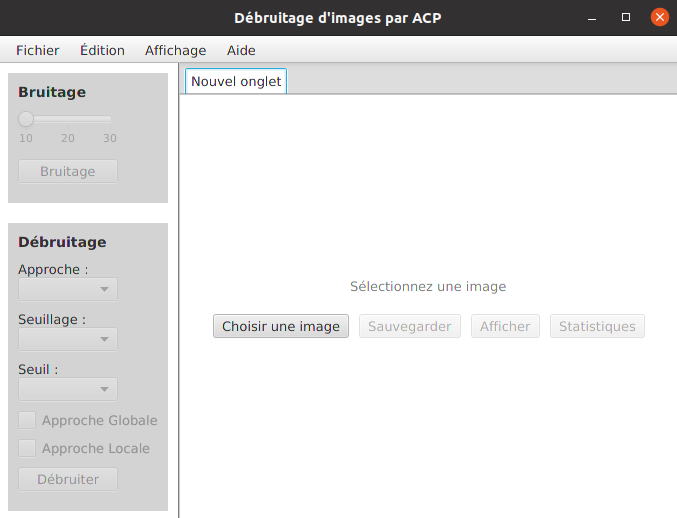 Débruitage d'images par ACP
Fichier Édition Affichage Aide
Bruitage
10 20 30
Bruitage
Débruitage
Approche :
Seuillage :
Seuil :
Approche Globale
Approche Locale
Débruiter
Nouvel onglet
Sélectionnez une image
Choisir une image Sauvegarder Afficher Statistiques